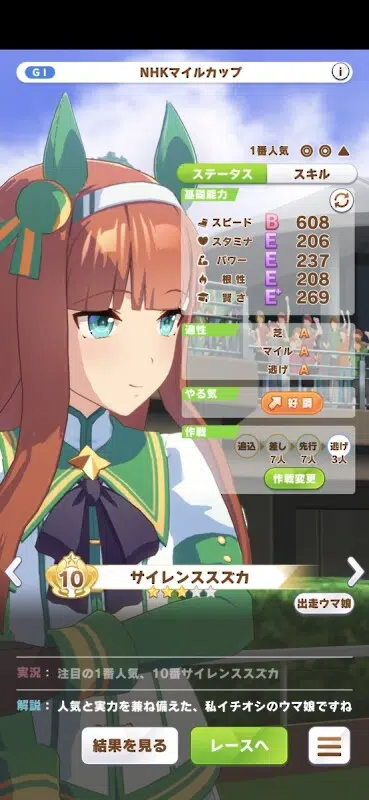 GI NHKマイルカップ i
1番人気 ◎ ◎ ▲
ステータス スキル
基礎能力
スピード B 608
スタミナ E 206
パワー E 237
根性 E 208
賢さ E+ 269
適性
芝 A
マイル A
逃げ A
やる気
好調
作戦
追込 差し 先行 逃げ
7人 7人 3人
作戦変更
10 サイレンススズカ
出走ウマ娘
実況： 注目の1番人気、10番サイレンススズカ
解説： 人気と実力を兼ね備えた、私イチオシのウマ娘ですね
結果を見る レースへ